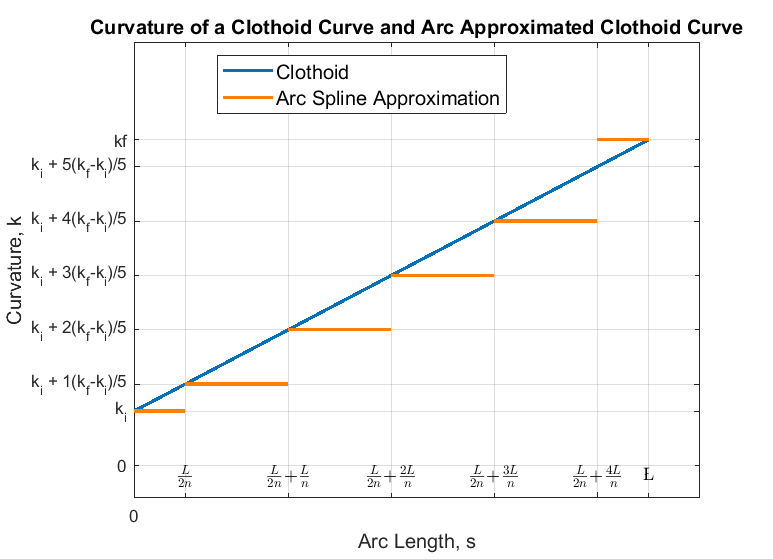 Curvature of a Clothoid Curve and Arc Approximated Clothoid Curve
Clothoid
Arc Spline Approximation
kf
k_i + 5(k_f-k_i)/5
k_i + 4(k_f-k_i)/5
k_i + 3(k_f-k_i)/5
k_i + 2(k_f-k_i)/5
k_i + 1(k_f-k_i)/5
k_i
0
Curvature, k
L/2n L/2n + L/n L/2n + 2L/n L/2n + 3L/n L/2n + 4L/n Ł
0
Arc Length, s